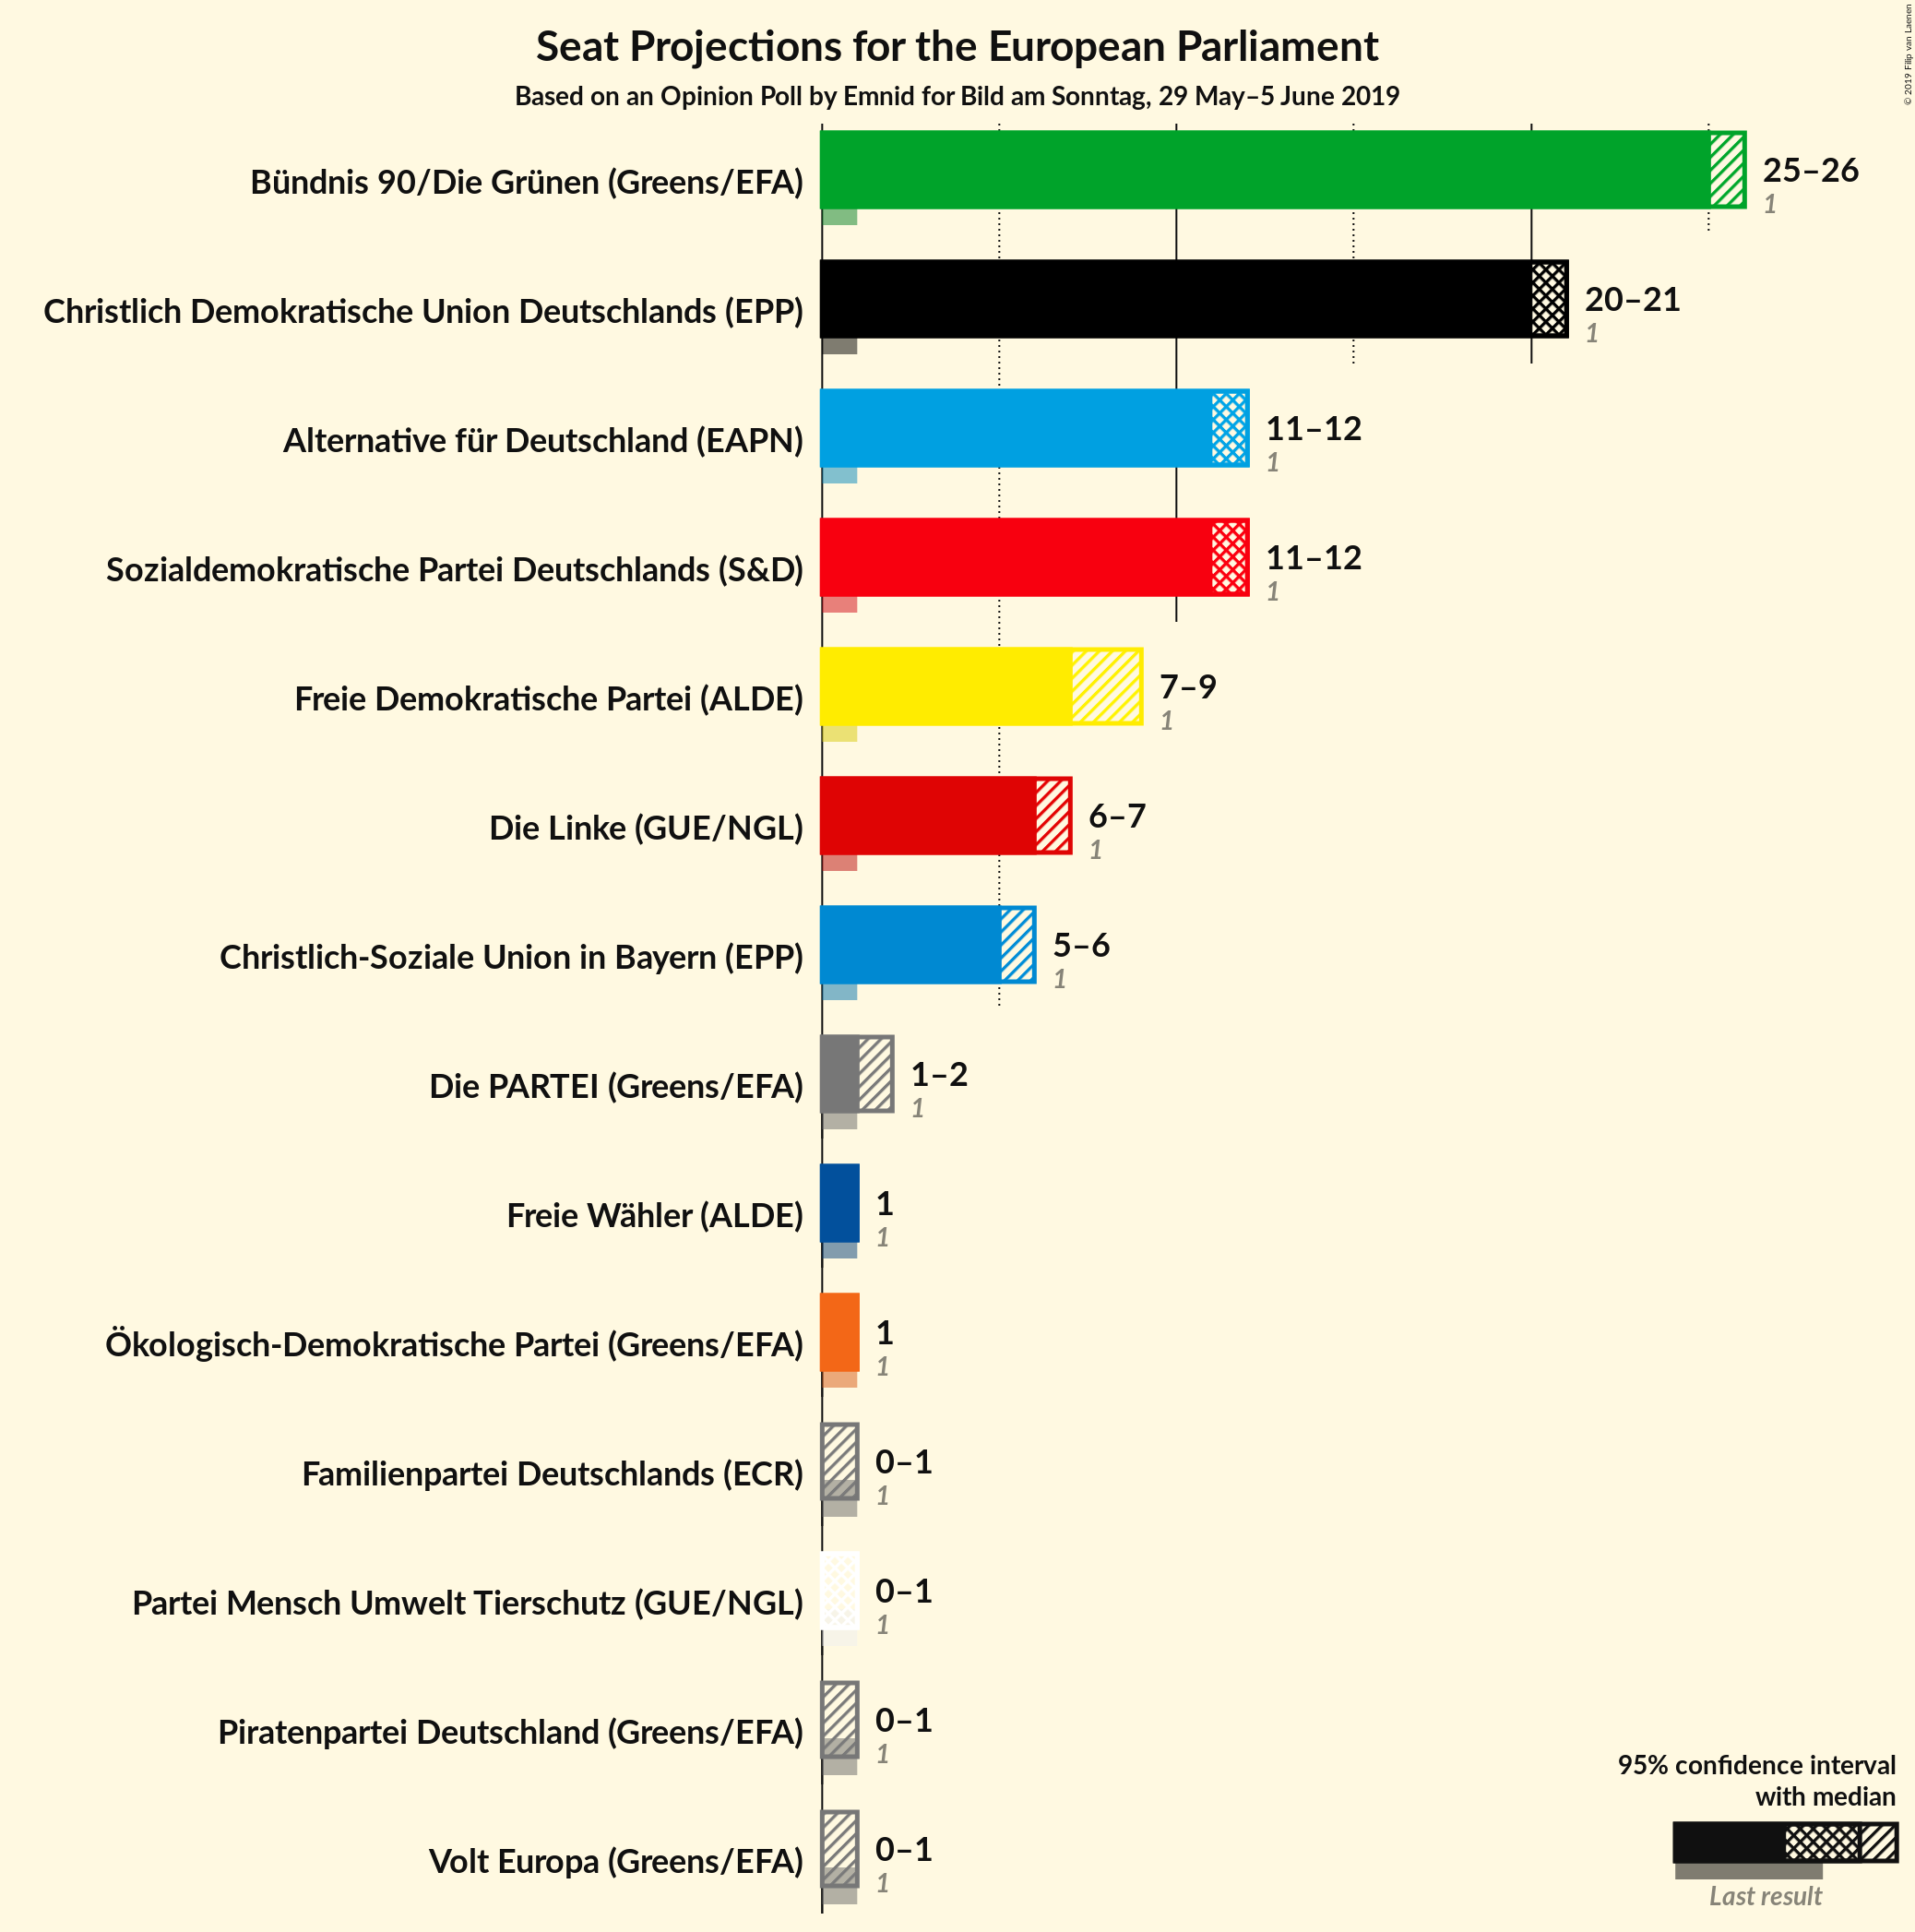 Seat Projections for the European Parliament
Based on an Opinion Poll by Emnid for Bild am Sonntag, 29 May–5 June 2019
© 2019 Filip van Laenen
Bündnis 90/Die Grünen (Greens/EFA)
25–26
1
Christlich Demokratische Union Deutschlands (EPP)
20–21
1
Alternative für Deutschland (EAPN)
11–12
1
Sozialdemokratische Partei Deutschlands (S&D)
11–12
1
Freie Demokratische Partei (ALDE)
7–9
1
Die Linke (GUE/NGL)
6–7
1
Christlich-Soziale Union in Bayern (EPP)
5–6
1
Die PARTEI (Greens/EFA)
1–2
1
Freie Wähler (ALDE)
1
1
Ökologisch-Demokratische Partei (Greens/EFA)
1
1
Familienpartei Deutschlands (ECR)
0–1
1
Partei Mensch Umwelt Tierschutz (GUE/NGL)
0–1
1
Piratenpartei Deutschland (Greens/EFA)
0–1
1
Volt Europa (Greens/EFA)
0–1
1
95% confidence interval
with median
Last result